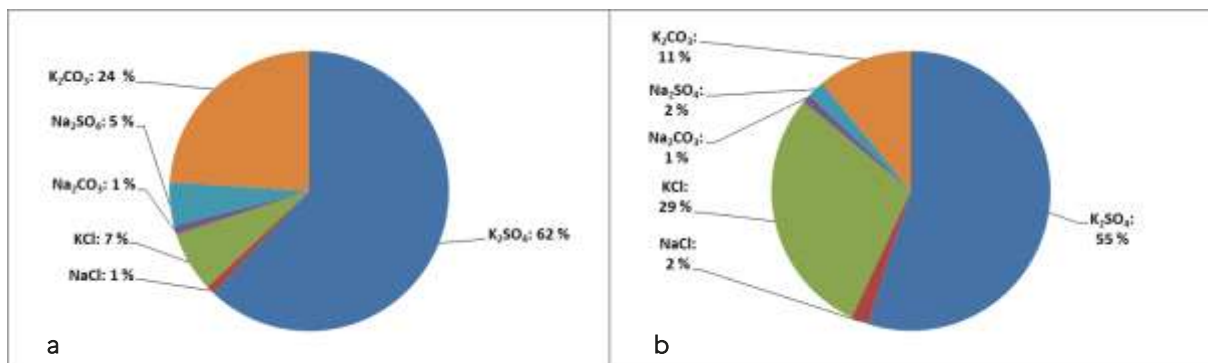 K₂CO₃: 24 %
Na₂SO₄: 5 %
Na₂CO₃: 1 %
KCl: 7 %
NaCl: 1 %
K₂SO₄: 62 %
a
K₂CO₃:
11 %
Na₂SO₄:
2 %
Na₂CO₃:
1 %
KCl:
29 %
NaCl:
2 %
K₂SO₄:
55 %
b